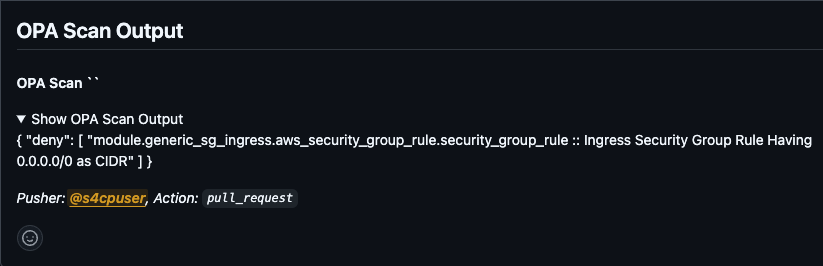 OPA Scan Output
OPA Scan ``
▼ Show OPA Scan Output
{ "deny": [ "module.generic_sg_ingress.aws_security_group_rule.security_group_rule :: Ingress Security Group Rule Having
0.0.0.0/0 as CIDR" ] }
Pusher: @s4cpuser, Action: pull_request